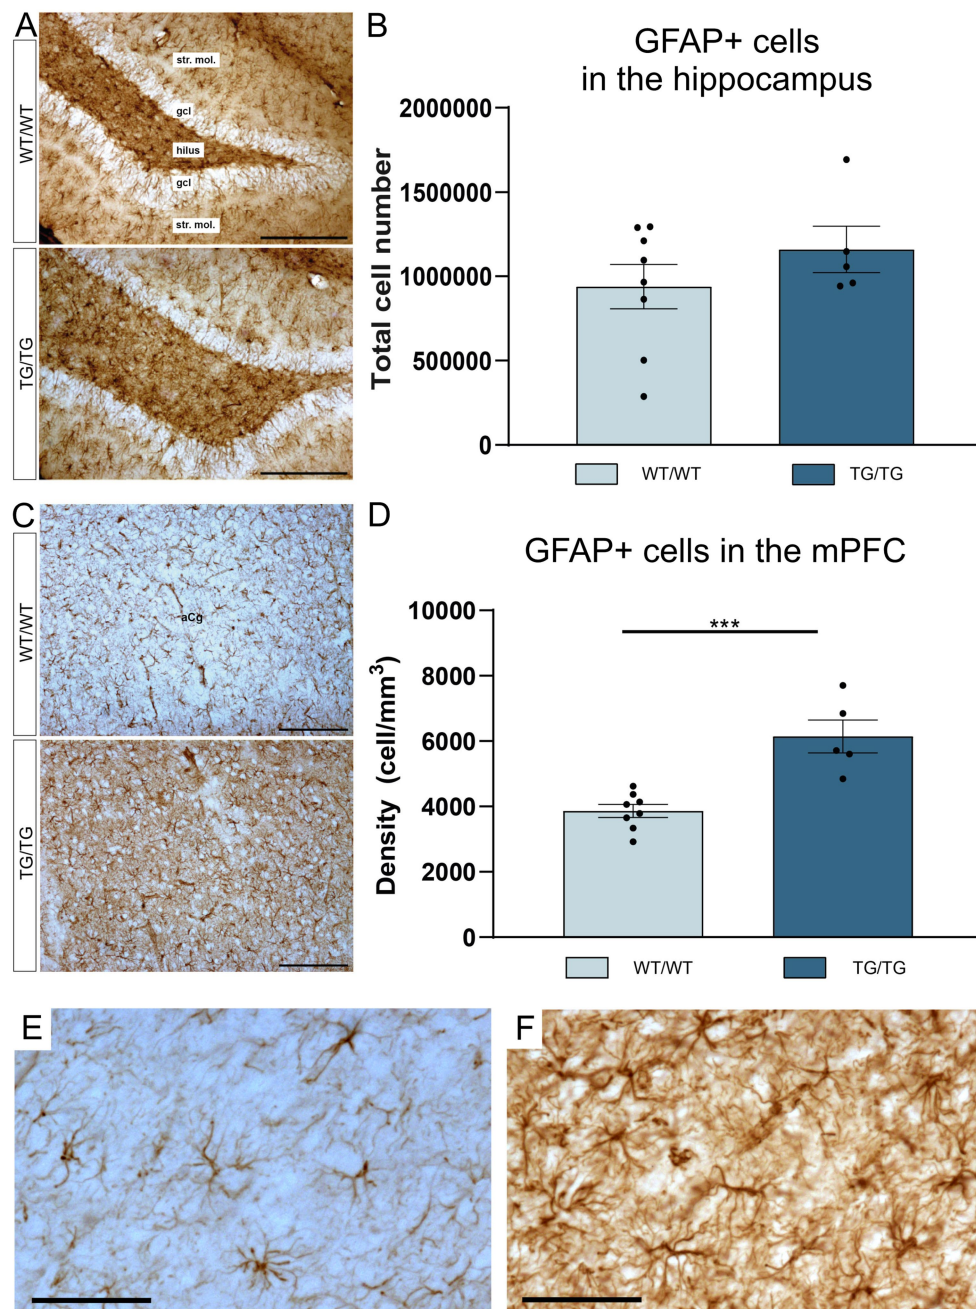 A
WT/WT
str. mol.
gcl
hilus
gcl
str. mol.
TG/TG
B
GFAP+ cells
in the hippocampus
Total cell number
2000000
1500000
1000000
500000
0
WT/WT
TG/TG
C
WT/WT
aCg
TG/TG
D
GFAP+ cells in the mPFC
Density (cell/mm³)
10000
8000
6000
4000
2000
0
***
WT/WT
TG/TG
E
F